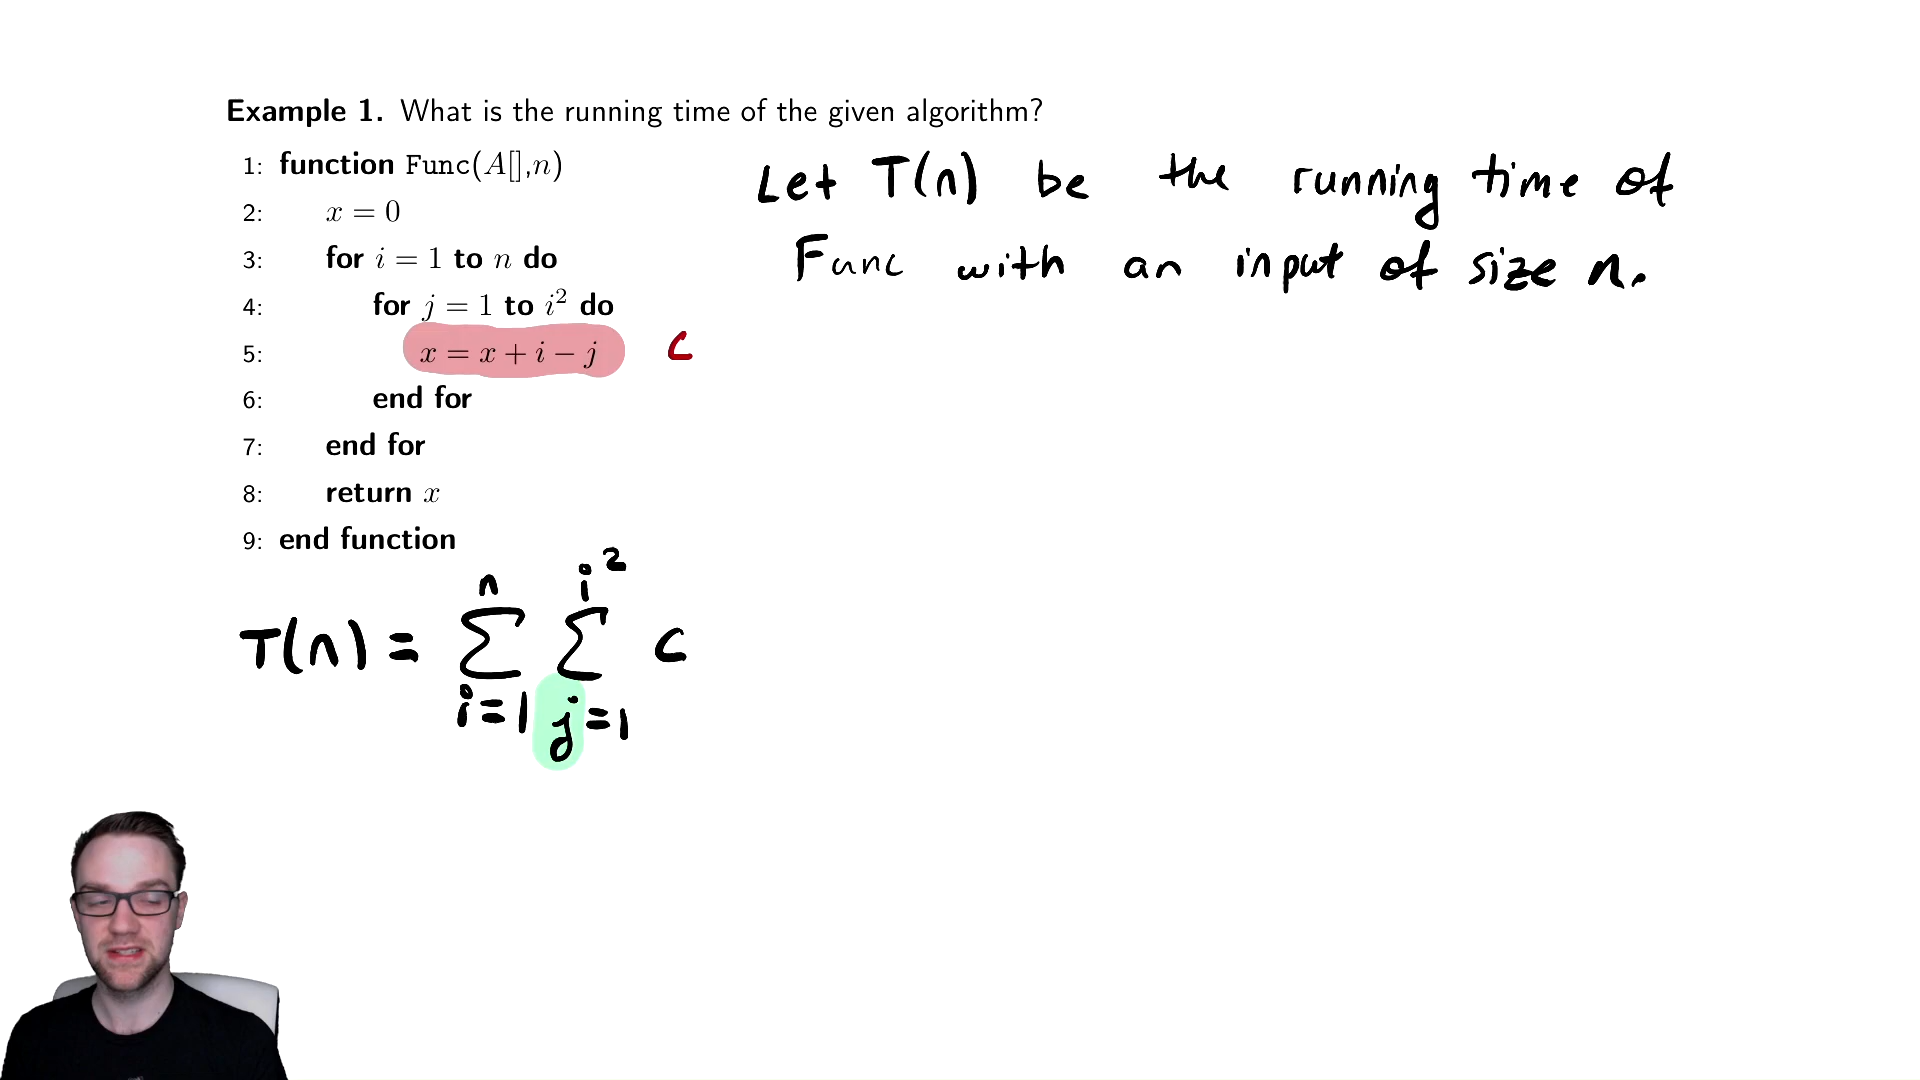 Example 1. What is the running time of the given algorithm?
1: function Func(A[],n)
2: x = 0
3: for i = 1 to n do
4: for j = 1 to i² do
5: x = x + i − j
6: end for
7: end for
8: return x
9: end function
c
Let T(n) be the running time of
Func with an input of size n.
T(n) = Σ_{i=1}^{n} Σ_{j=1}^{i²} c